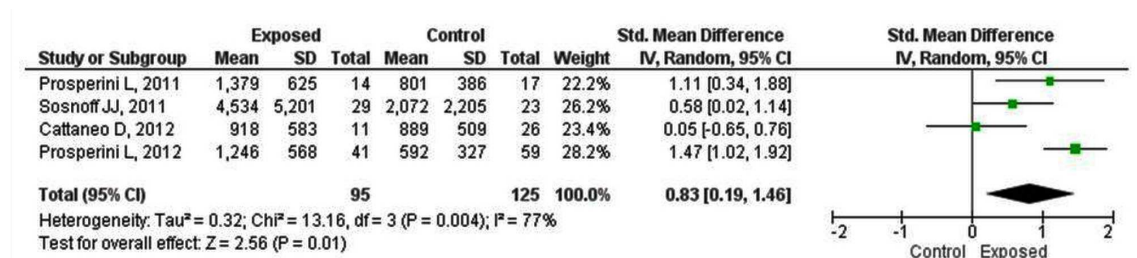 Exposed Control Std. Mean Difference Std. Mean Difference
Study or Subgroup Mean SD Total Mean SD Total Weight IV, Random, 95% CI IV, Random, 95% CI
Prosperini L, 2011 1,379 625 14 801 386 17 22.2% 1.11 [0.34, 1.88]
Sosnoff JJ, 2011 4,534 5,201 29 2,072 2,205 23 26.2% 0.58 [0.02, 1.14]
Cattaneo D, 2012 918 583 11 889 509 26 23.4% 0.05 [-0.65, 0.76]
Prosperini L, 2012 1,246 568 41 592 327 59 28.2% 1.47 [1.02, 1.92]
Total (95% CI) 95 125 100.0% 0.83 [0.19, 1.46]
Heterogeneity: Tau² = 0.32; Chi² = 13.16, df = 3 (P = 0.004); I² = 77%
Test for overall effect: Z = 2.56 (P = 0.01)
-2 -1 0 1 2
Control Exposed